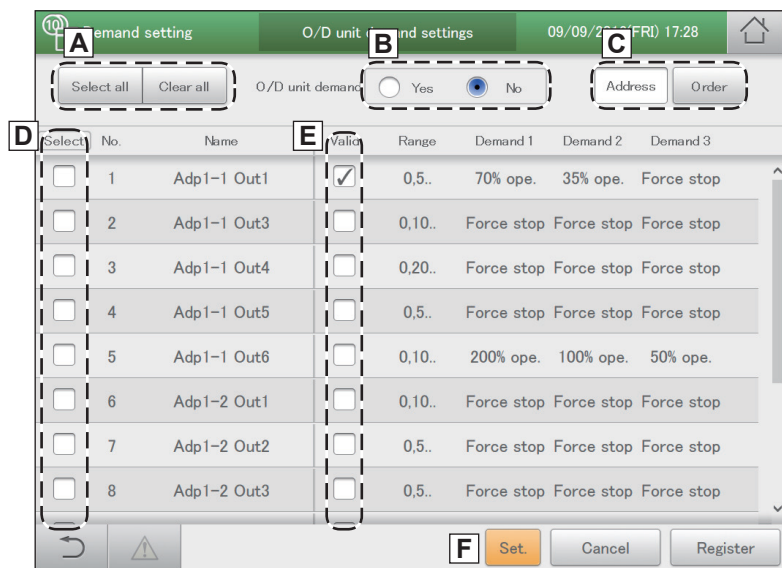 10 Demand setting O/D unit demand settings 09/09/2016(FRI) 17:28
A B C
Select all Clear all O/D unit demand Yes No Address Order
D E
Select No. Name Valid Range Demand 1 Demand 2 Demand 3
1 Adp1-1 Out1 0,5.. 70% ope. 35% ope. Force stop
2 Adp1-1 Out3 0,10.. Force stop Force stop Force stop
3 Adp1-1 Out4 0,20.. Force stop Force stop Force stop
4 Adp1-1 Out5 0,5.. Force stop Force stop Force stop
5 Adp1-1 Out6 0,10.. 200% ope. 100% ope. 50% ope.
6 Adp1-2 Out1 0,10.. Force stop Force stop Force stop
7 Adp1-2 Out2 0,5.. Force stop Force stop Force stop
8 Adp1-2 Out3 0,5.. Force stop Force stop Force stop
F Set. Cancel Register